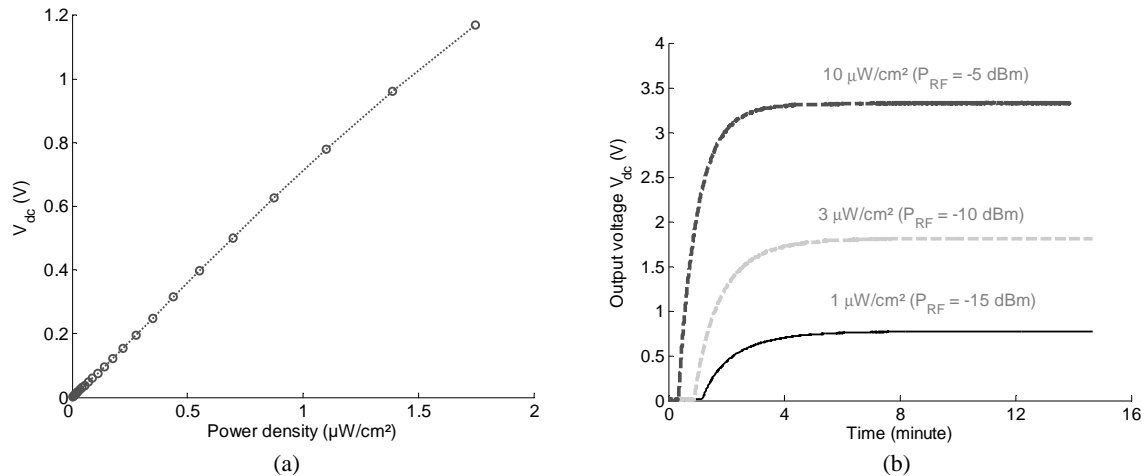 1.2
1
0.8
0.6
0.4
0.2
0
V_dc (V)
0 0.5 1 1.5 2
Power density (μW/cm²)
(a)
4
3.5
3
2.5
2
1.5
1
0.5
0
Output voltage V_dc (V)
10 μW/cm² (P_RF = -5 dBm)
3 μW/cm² (P_RF = -10 dBm)
1 μW/cm² (P_RF = -15 dBm)
0 4 8 12 16
Time (minute)
(b)